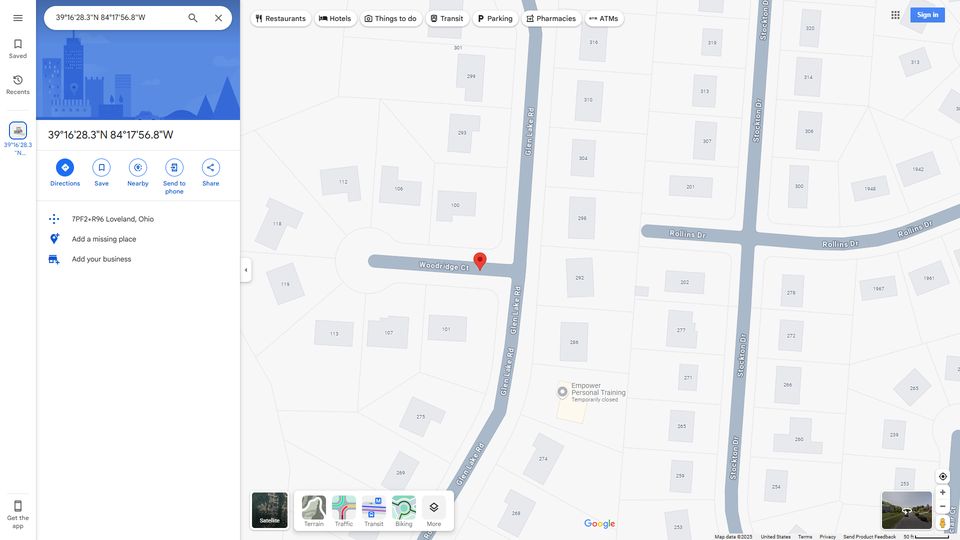 39°16'28.3"N 84°17'56.8"W
Restaurants
Hotels
Things to do
Transit
Parking
Pharmacies
ATMs
Sign in
Saved
Recents
39°16'28.3
"N...
39°16'28.3"N 84°17'56.8"W
Directions
Save
Nearby
Send to
phone
Share
7PF2+R96 Loveland, Ohio
Add a missing place
Add your business
Get the
app
301
299
293
112
106
100
118
119
113
107
101
275
269
316
310
304
298
292
286
274
268
319
313
307
201
202
277
271
265
259
253
320
314
306
300
278
272
266
260
254
313
1942
1948
1961
1967
265
239
253
Glen Lake Rd
Glen Lake Rd
Glen Lake Rd
Glen Lake Rd
Woodridge Ct
Stockton Dr
Stockton Dr
Stockton Dr
Stockton Dr
Rollins Dr
Rollins Dr
Rollins Dr
Empower
Personal Training
Temporarily closed
Satellite
Terrain
Traffic
Transit
Biking
More
Google
Map data ©2025
United States
Terms
Privacy
Send Product Feedback
50 ft